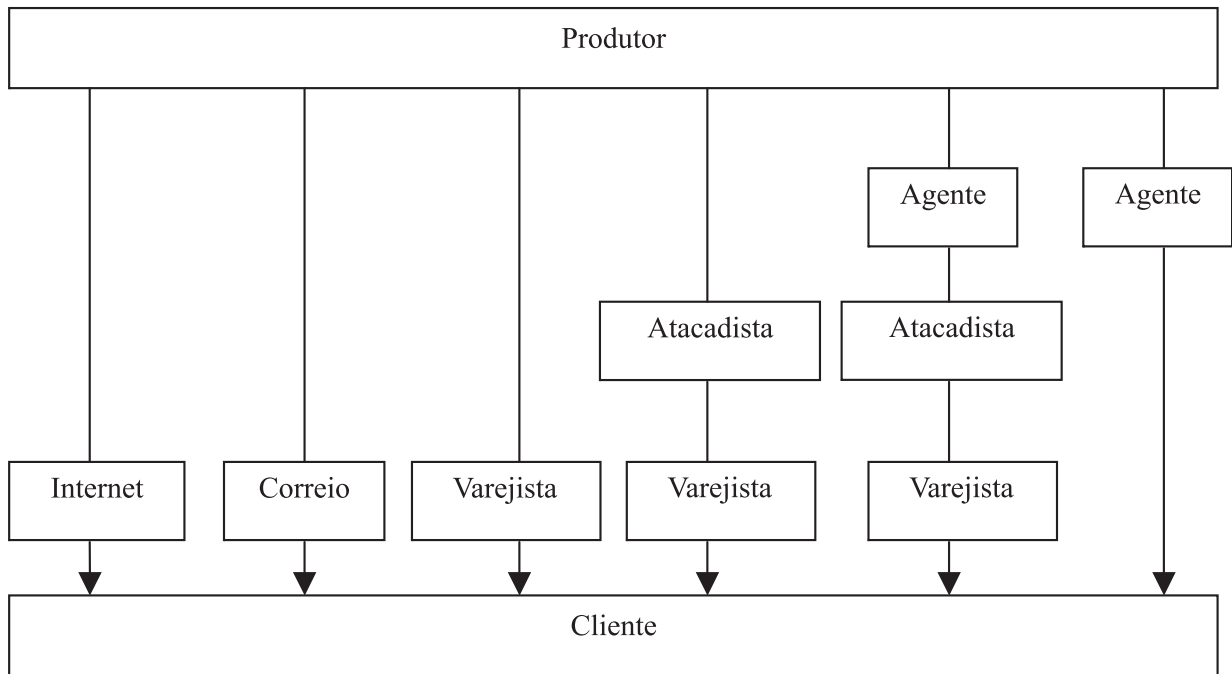 Produtor
Agente
Agente
Atacadista
Atacadista
Internet
Correio
Varejista
Varejista
Varejista
Cliente